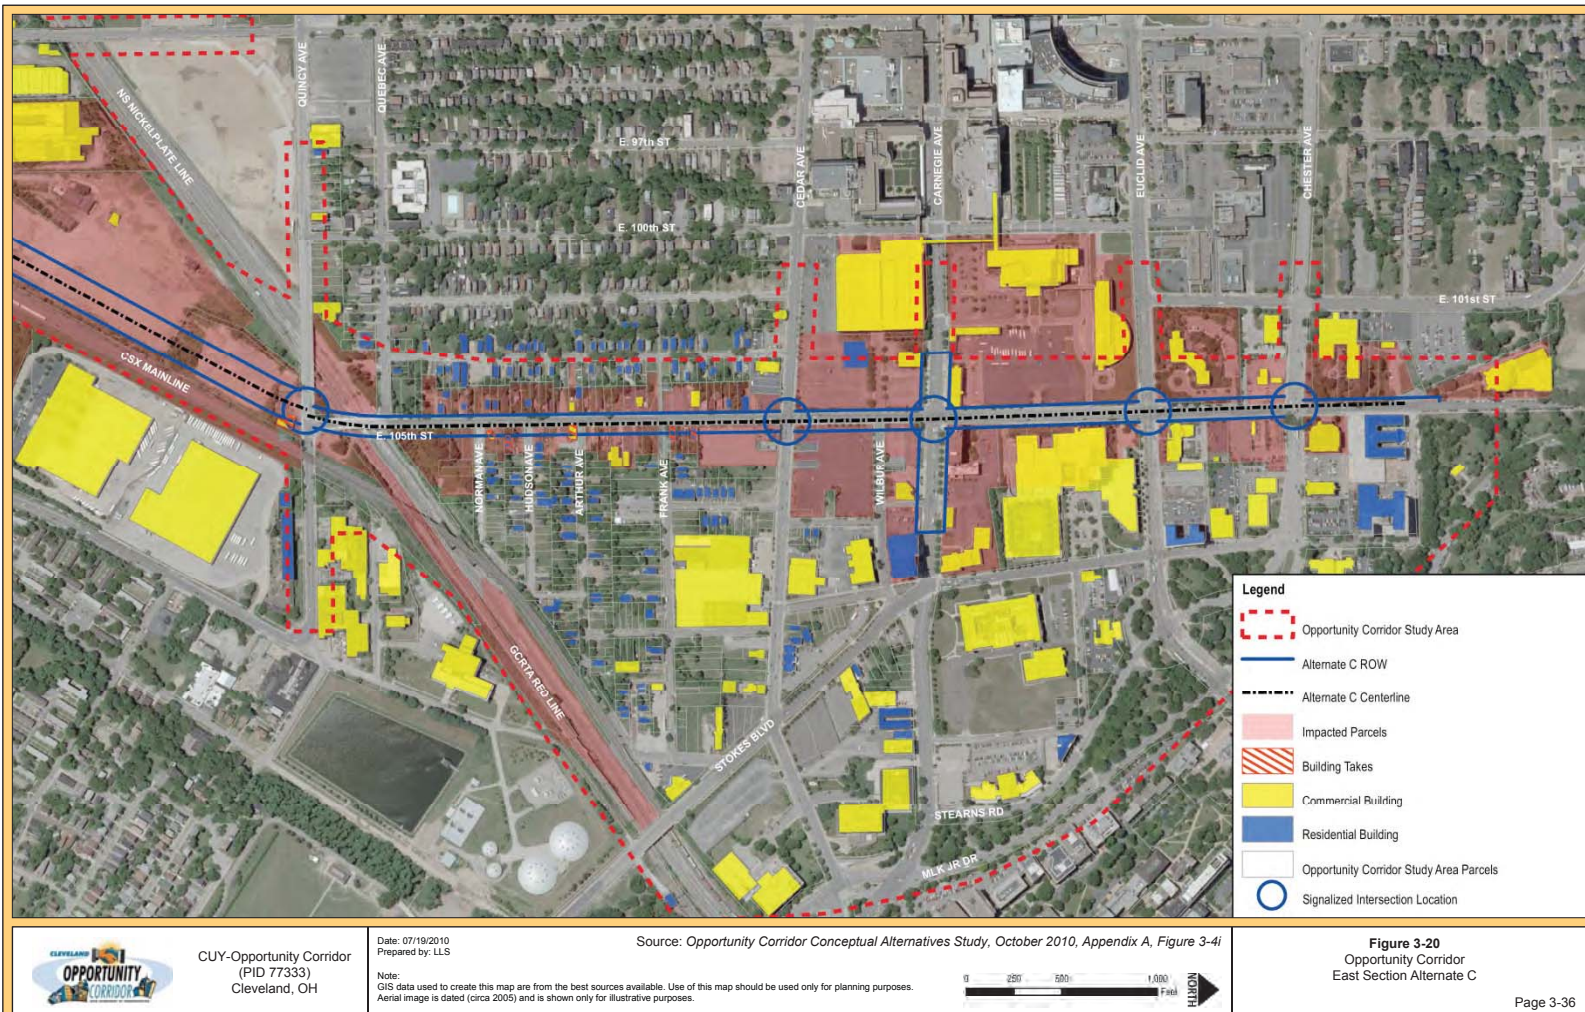 QUINCY AVE
QUEBEC AVE
NS NICKELPLATE LINE
E. 97th ST
CEDAR AVE
CARNEGIE AVE
EUCLID AVE
CHESTER AVE
E. 100th ST
E. 101st ST
CSX MAINLINE
E. 105th ST
NORMAN AVE
HUDSON AVE
ARTHUR AVE
FRANK AVE
WILBUR AVE
GCRTA RED LINE
STOKES BLVD
STEARNS RD
MLK JR DR
Legend
Opportunity Corridor Study Area
Alternate C ROW
Alternate C Centerline
Impacted Parcels
Building Takes
Commercial Building
Residential Building
Opportunity Corridor Study Area Parcels
Signalized Intersection Location
CLEVELAND
OPPORTUNITY
CORRIDOR
CUY-Opportunity Corridor
(PID 77333)
Cleveland, OH
Date: 07/19/2010
Prepared by: LLS
Note:
GIS data used to create this map are from the best sources available. Use of this map should be used only for planning purposes.
Aerial image is dated (circa 2005) and is shown only for illustrative purposes.
Source: Opportunity Corridor Conceptual Alternatives Study, October 2010, Appendix A, Figure 3-4i
0 250 500 1,000
Feet
NORTH
Figure 3-20
Opportunity Corridor
East Section Alternate C
Page 3-36